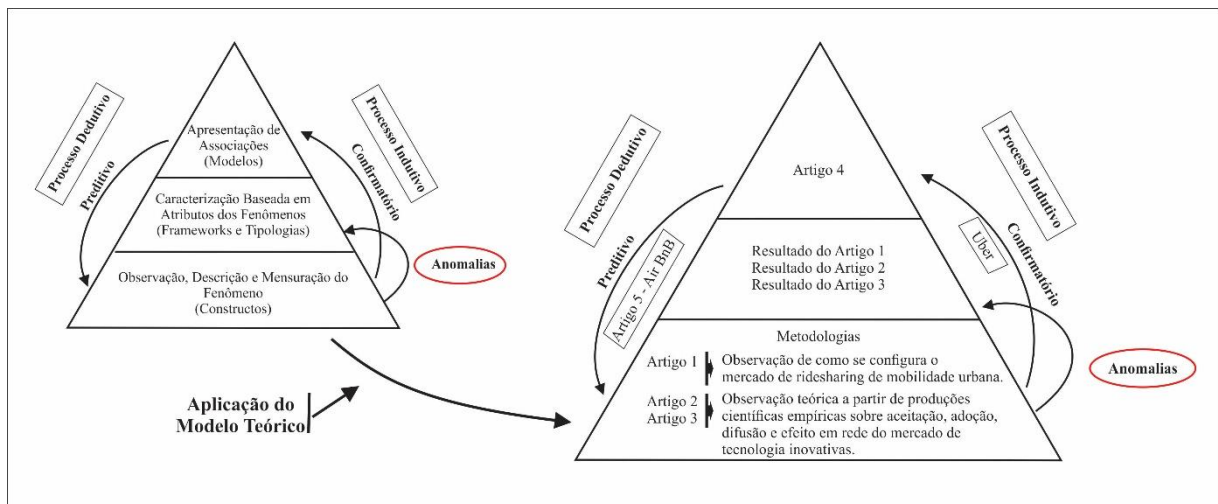 Processo Dedutivo
Preditivo
Apresentação de
Associações
(Modelos)
Caracterização Baseada em
Atributos dos Fenômenos
(Frameworks e Tipologias)
Observação, Descrição e Mensuração do
Fenômeno
(Constructos)
Confirmatório
Processo Indutivo
Anomalias
Aplicação do
Modelo Teórico
Processo Dedutivo
Preditivo
Artigo 5 - Air BnB
Artigo 4
Resultado do Artigo 1
Resultado do Artigo 2
Resultado do Artigo 3
Metodologias
Artigo 1
Observação de como se configura o
mercado de ridesharing de mobilidade urbana.
Artigo 2
Artigo 3
Observação teórica a partir de produções
científicas empíricas sobre aceitação, adoção,
difusão e efeito em rede do mercado de
tecnologia inovativas.
Uber
Confirmatório
Processo Indutivo
Anomalias